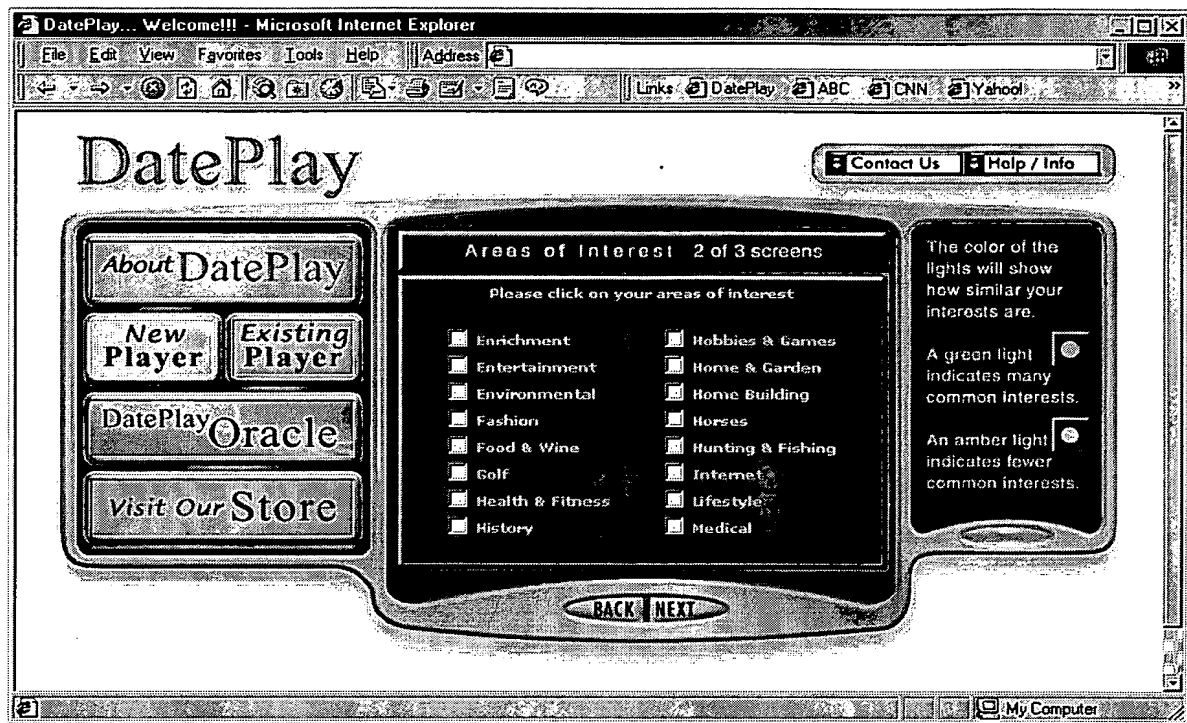 DatePlay... Welcome!!! - Microsoft Internet Explorer
File Edit View Favorites Tools Help Address
Links DatePlay ABC CNN Yahoo! »
DatePlay
Contact Us Help / Info
About DatePlay
New Player
Existing Player
DatePlay Oracle
Visit Our Store
Areas of Interest 2 of 3 screens
Please click on your areas of interest
Enrichment
Entertainment
Environmental
Fashion
Food & Wine
Golf
Health & Fitness
History
Hobbies & Games
Home & Garden
Home Building
Horses
Hunting & Fishing
Internet
Lifestyle
Medical
BACK NEXT
The color of the
lights will show
how similar your
interests are.
A green light
indicates many
common interests.
An amber light
indicates fewer
common interests.
My Computer